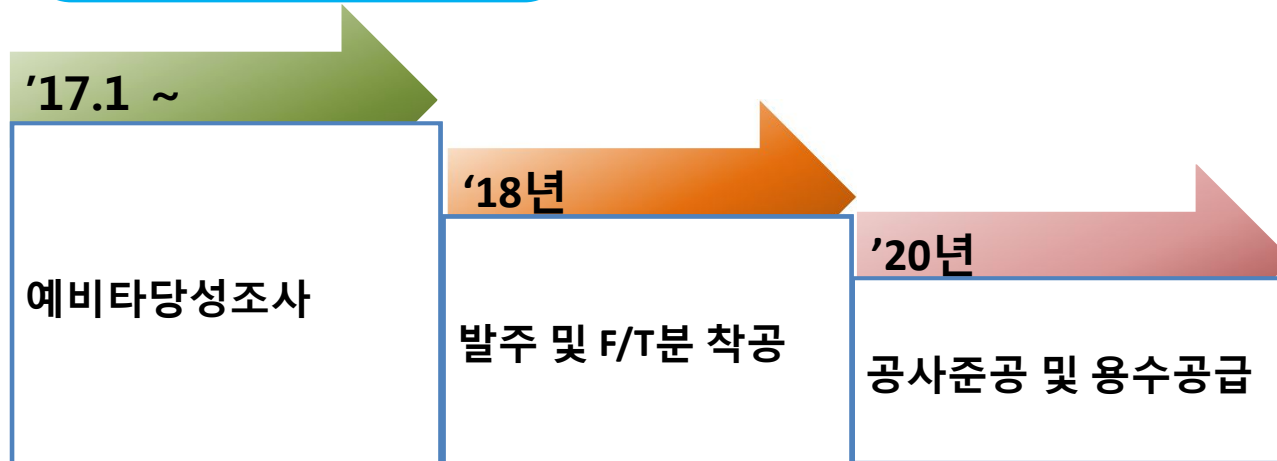 ’17.1 ~
예비타당성조사
‘18년
발주 및 F/T분 착공
’20년
공사준공 및 용수공급